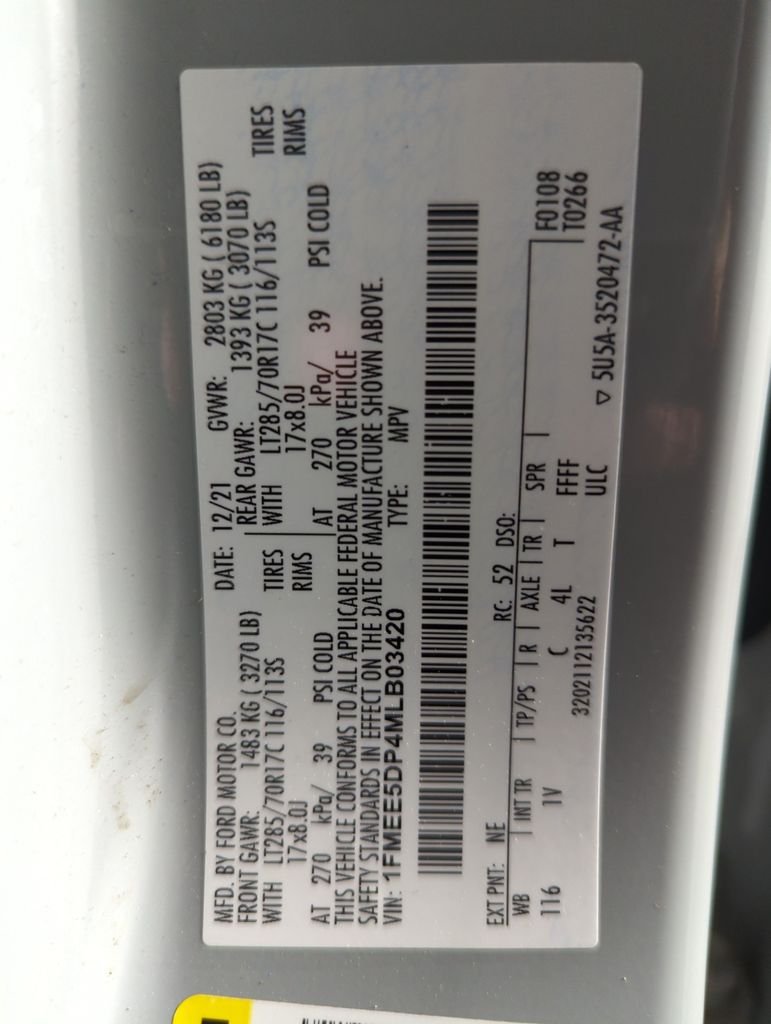 MFD. BY FORD MOTOR CO. DATE: 12/21 GVWR: 2803 KG ( 6180 LB)
FRONT GAWR: 1483 KG ( 3270 LB) REAR GAWR: 1393 KG ( 3070 LB)
WITH LT285/70R17C 116/113S TIRES WITH LT285/70R17C 116/113S TIRES
17x8.0J RIMS 17x8.0J RIMS
AT 270 kPa/ 39 PSI COLD AT 270 kPa/ 39 PSI COLD
THIS VEHICLE CONFORMS TO ALL APPLICABLE FEDERAL MOTOR VEHICLE
SAFETY STANDARDS IN EFFECT ON THE DATE OF MANUFACTURE SHOWN ABOVE.
VIN: 1FMEE5DP4MLB03420 TYPE: MPV
EXT PNT: NE RC: 52 DSO: F0108
WB INT TR TP/PS R AXLE TR SPR T0266
116 1V C 4L T FFFF
3202112135622 ULC ▽ 5U5A-3520472-AA